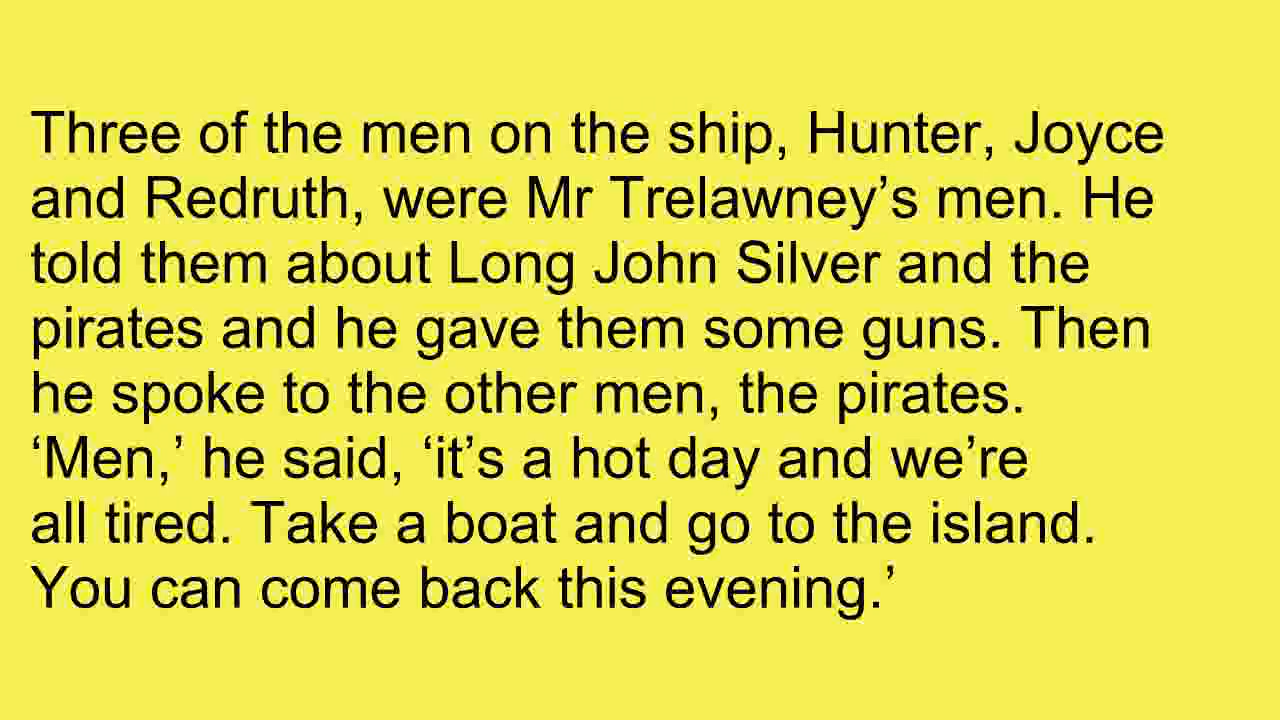 Three of the men on the ship, Hunter, Joyce
and Redruth, were Mr Trelawney’s men. He
told them about Long John Silver and the
pirates and he gave them some guns. Then
he spoke to the other men, the pirates.
‘Men,’ he said, ‘it’s a hot day and we’re
all tired. Take a boat and go to the island.
You can come back this evening.’